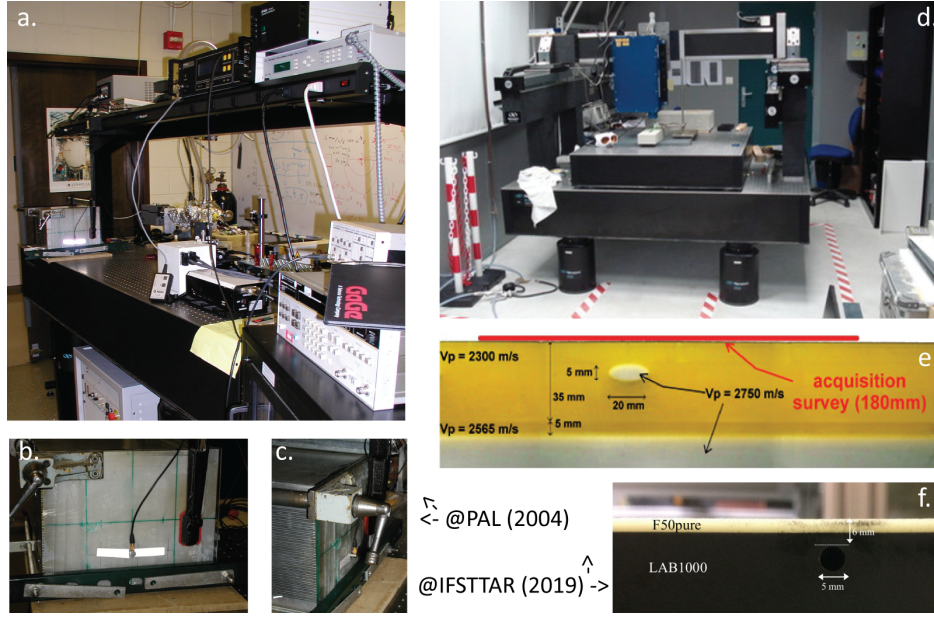 a.
GaGe
b.
c.
d.
Vp = 2300 m/s
5 mm
35 mm
20 mm
Vp = 2750 m/s
5 mm
Vp = 2565 m/s
e.
acquisition
survey (180mm)
<- @PAL (2004)
@IFSTTAR (2019) ->
f.
F50pure
6 mm
LAB1000
5 mm